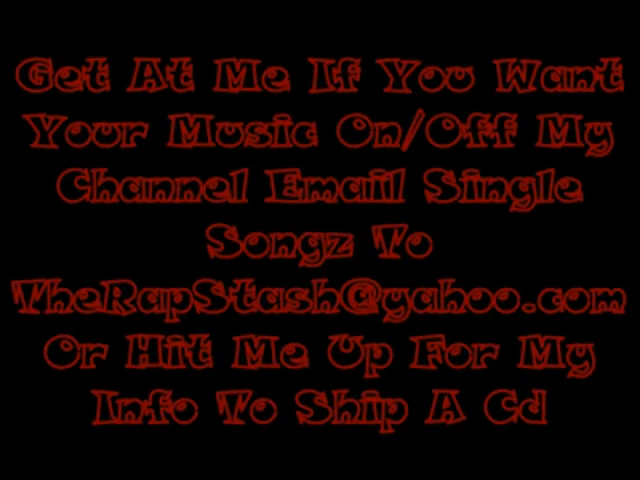 Get At Me If You Want
Your Music On/Off My
Channel Email Single
Songz To
TheRapStash@yahoo.com
Or Hit Me Up For My
Info To Ship A Cd